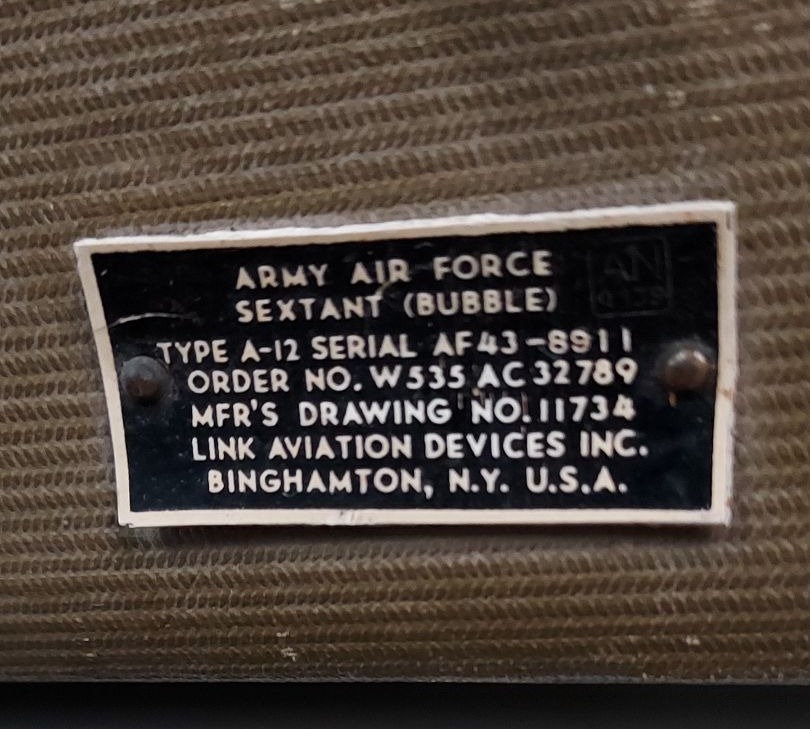 ARMY AIR FORCE
SEXTANT (BUBBLE)
TYPE A-12 SERIAL AF43-8911
ORDER NO. W535 AC 32789
MFR'S DRAWING NO. 11734
LINK AVIATION DEVICES INC.
BINGHAMTON, N.Y. U.S.A.
AN